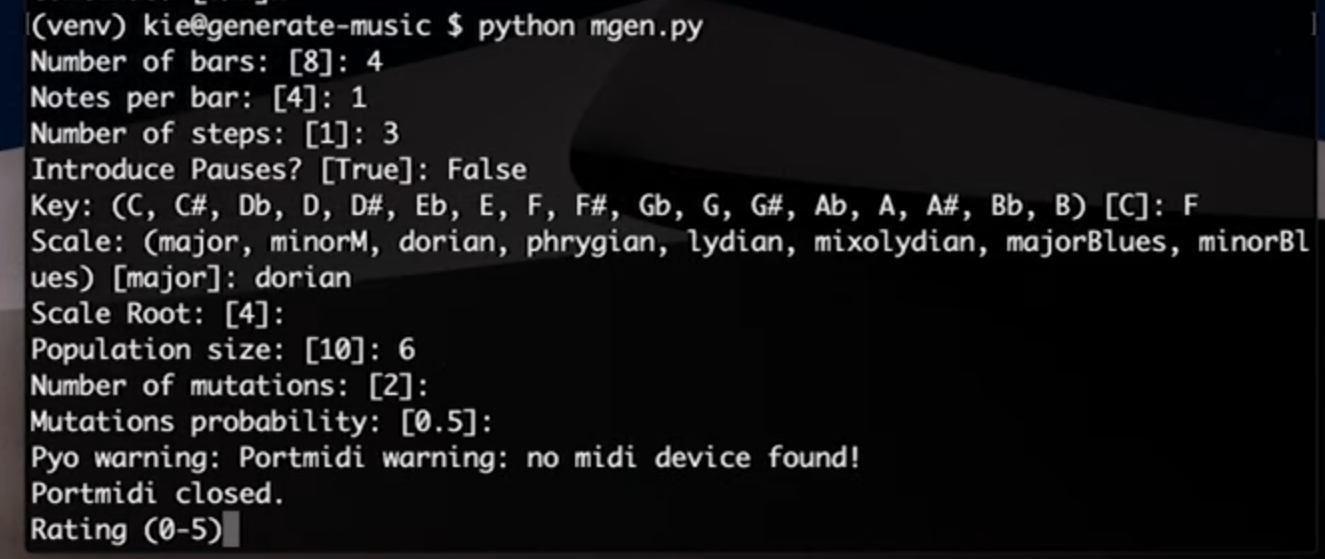 (venv) kie@generate-music $ python mgen.py
Number of bars: [8]: 4
Notes per bar: [4]: 1
Number of steps: [1]: 3
Introduce Pauses? [True]: False
Key: (C, C#, Db, D, D#, Eb, E, F, F#, Gb, G, G#, Ab, A, A#, Bb, B) [C]: F
Scale: (major, minorM, dorian, phrygian, lydian, mixolydian, majorBlues, minorBl
ues) [major]: dorian
Scale Root: [4]:
Population size: [10]: 6
Number of mutations: [2]:
Mutations probability: [0.5]:
Pyo warning: Portmidi warning: no midi device found!
Portmidi closed.
Rating (0-5)